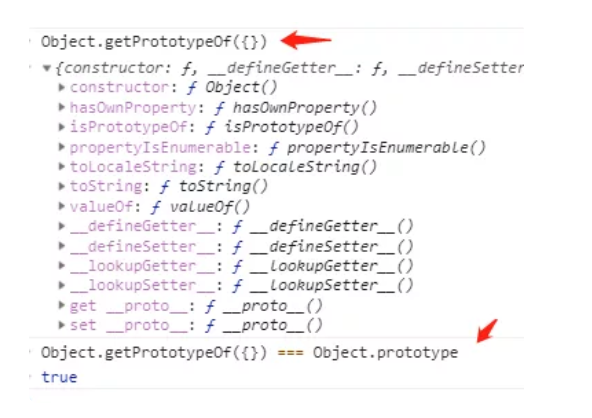 Object.getPrototypeOf({})
{constructor: ƒ, __defineGetter__: ƒ, __defineSetter
constructor: ƒ Object()
hasOwnProperty: ƒ hasOwnProperty()
isPrototypeOf: ƒ isPrototypeOf()
propertyIsEnumerable: ƒ propertyIsEnumerable()
toLocaleString: ƒ toLocaleString()
toString: ƒ toString()
valueOf: ƒ valueOf()
__defineGetter__: ƒ __defineGetter__()
__defineSetter__: ƒ __defineSetter__()
__lookupGetter__: ƒ __lookupGetter__()
__lookupSetter__: ƒ __lookupSetter__()
get __proto__: ƒ __proto__()
set __proto__: ƒ __proto__()
Object.getPrototypeOf({}) === Object.prototype
true